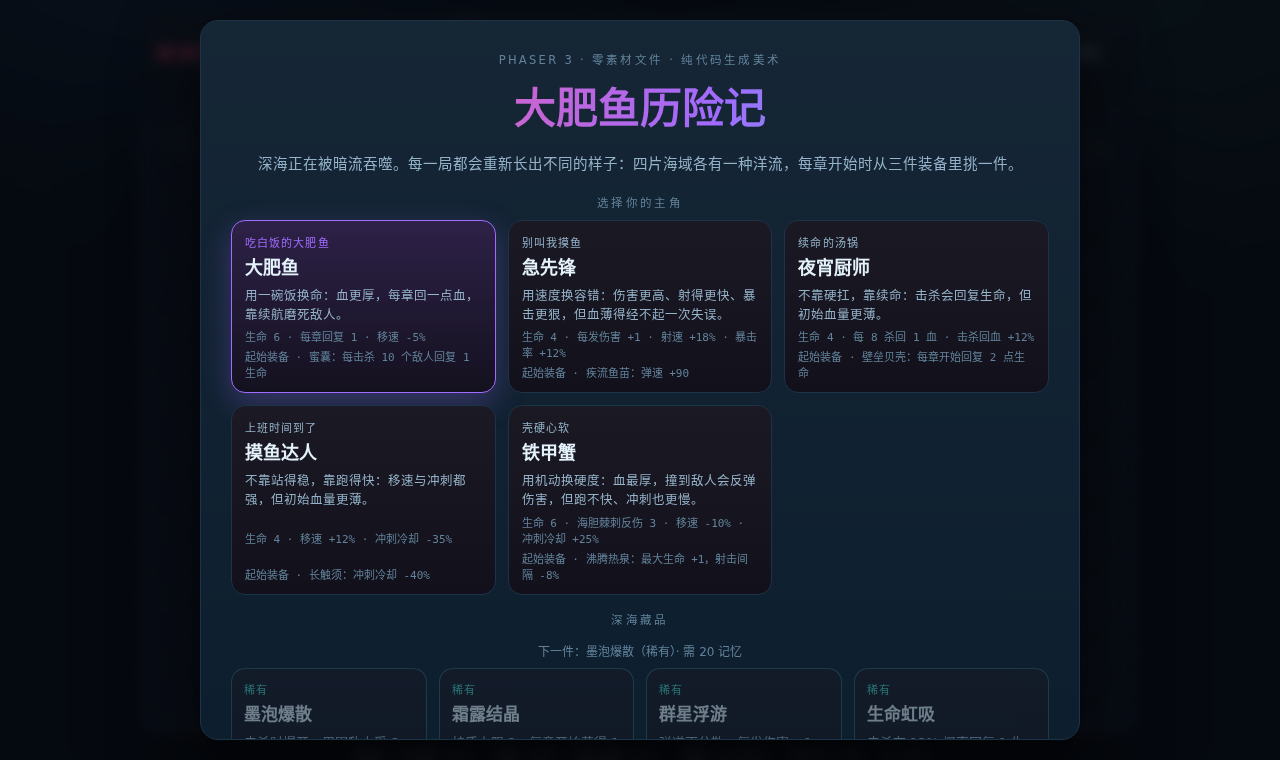 PHASER 3 · 零素材文件 · 纯代码生成美术
大肥鱼历险记
深海正在被暗流吞噬。每一局都会重新长出不同的样子：四片海域各有一种洋流，每章开始时从三件装备里挑一件。
选择你的主角
吃白饭的大肥鱼
大肥鱼
用一碗饭换命：血更厚，每章回一点血，
靠续航磨死敌人。
生命 6 · 每章回复 1 · 移速 -5%
起始装备 · 蜜囊：每击杀 10 个敌人回复 1
生命
别叫我摸鱼
急先锋
用速度换容错：伤害更高、射得更快、暴
击更狠，但血薄得经不起一次失误。
生命 4 · 每发伤害 +1 · 射速 +18% · 暴击
率 +12%
起始装备 · 疾流鱼苗：弹速 +90
续命的汤锅
夜宵厨师
不靠硬扛，靠续命：击杀会回复生命，但
初始血量更薄。
生命 4 · 每 8 杀回 1 血 · 击杀回血 +12%
起始装备 · 壁垒贝壳：每章开始回复 2 点生
命
上班时间到了
摸鱼达人
不靠站得稳，靠跑得快：移速与冲刺都
强，但初始血量更薄。
生命 4 · 移速 +12% · 冲刺冷却 -35%
起始装备 · 长触须：冲刺冷却 -40%
壳硬心软
铁甲蟹
用机动换硬度：血最厚，撞到敌人会反弹
伤害，但跑不快、冲刺也更慢。
生命 6 · 海胆棘刺反伤 3 · 移速 -10% ·
冲刺冷却 +25%
起始装备 · 沸腾热泉：最大生命 +1，射击间
隔 -8%
深海藏品
下一件：墨泡爆散（稀有）· 需 20 记忆
稀有
墨泡爆散
稀有
霜露结晶
稀有
群星浮游
稀有
生命虹吸